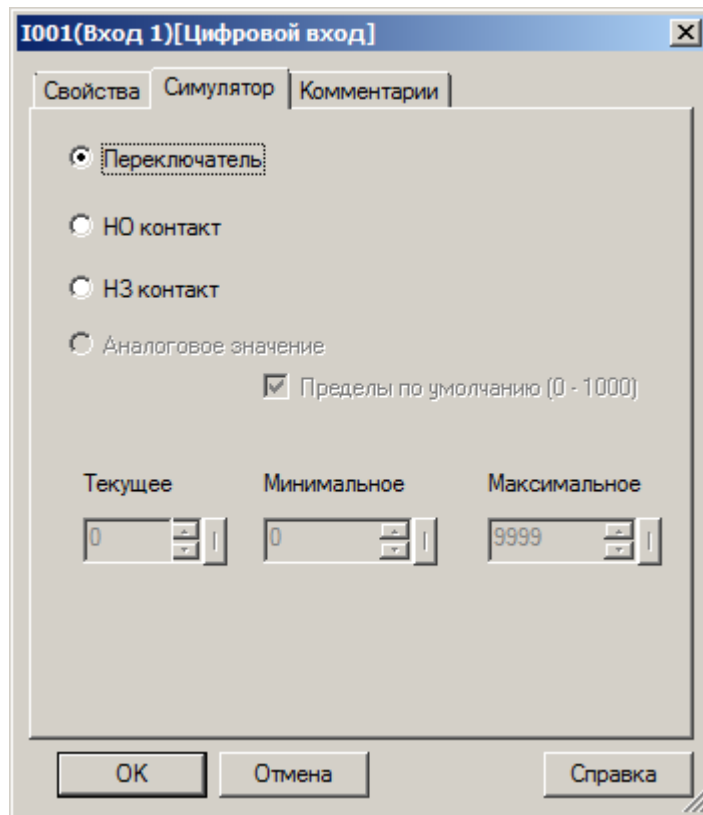 I001(Вход 1)[Цифровой вход]
Свойства Симулятор Комментарии
Переключатель
НО контакт
НЗ контакт
Аналоговое значение
Пределы по умолчанию (0 - 1000)
Текущее Минимальное Максимальное
0 0 9999
OK Отмена Справка